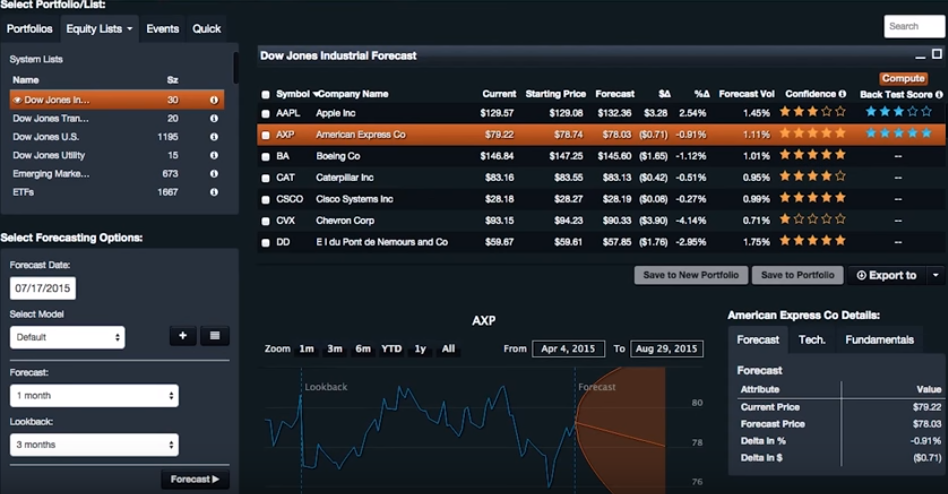 Select Portfolio/List:
Portfolios Equity Lists Events Quick
System Lists
Name Sz
Dow Jones In... 30
Dow Jones Tran... 20
Dow Jones U.S. 1195
Dow Jones Utility 15
Emerging Marke... 673
ETFs 1667
Select Forecasting Options:
Forecast Date:
07/17/2015
Select Model
Default
+
Forecast:
1 month
Lookback:
3 months
Forecast
Search
Dow Jones Industrial Forecast
Compute
Symbol Company Name Current Starting Price Forecast $Δ %Δ Forecast Vol Confidence Back Test Score
AAPL Apple Inc $129.57 $129.08 $132.36 $3.28 2.54% 1.45%
AXP American Express Co $79.22 $78.74 $78.03 ($0.71) -0.91% 1.11%
BA Boeing Co $146.84 $147.25 $145.60 ($1.65) -1.12% 1.01% --
CAT Caterpillar Inc $83.16 $83.55 $83.13 ($0.42) -0.51% 0.95% --
CSCO Cisco Systems Inc $28.18 $28.27 $28.19 ($0.08) -0.27% 0.99% --
CVX Chevron Corp $93.15 $94.23 $90.33 ($3.90) -4.14% 0.71% --
DD E I du Pont de Nemours and Co $59.67 $59.61 $57.85 ($1.76) -2.95% 1.75% --
Save to New Portfolio Save to Portfolio Export to
AXP
Zoom 1m 3m 6m YTD 1y All From Apr 4, 2015 To Aug 29, 2015
Lookback Forecast
80
78
76
American Express Co Details:
Forecast Tech. Fundamentals
Forecast
Attribute Value
Current Price $79.22
Forecast Price $78.03
Delta in % -0.91%
Delta in $ ($0.71)